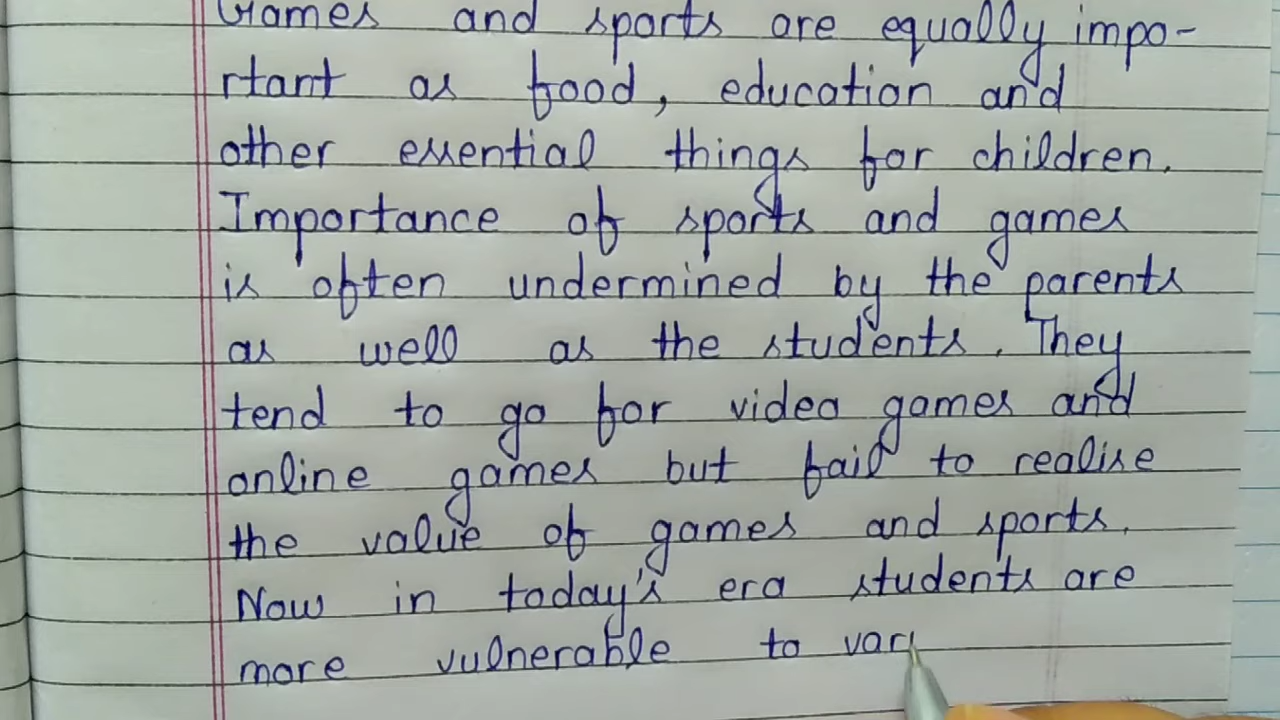 Games and sports are equally impo-
rtant as food, education and
other essential things for children.
Importance of sports and games
is often undermined by the parents
as well as the students. They
tend to go for video games and
online games but fail to realise
the value of games and sports.
Now in today's era students are
more vulnerable to vari